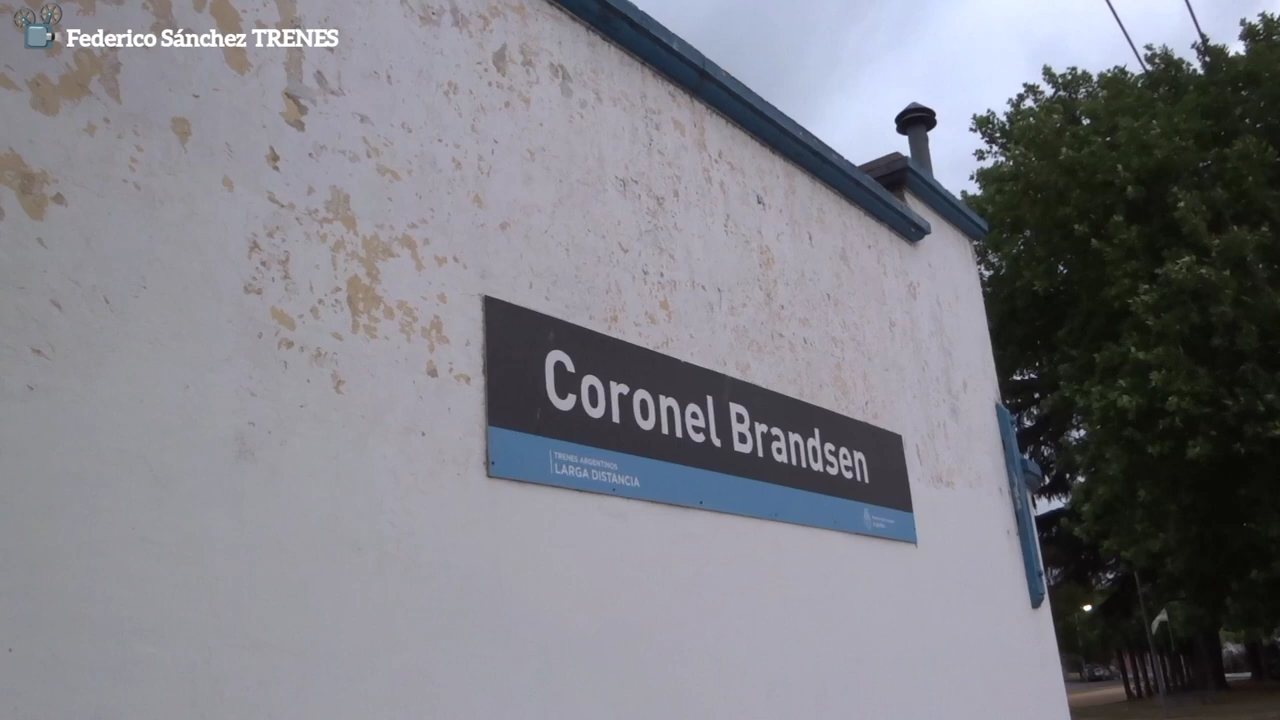 Federico Sánchez TRENES
Coronel Brandsen
TRENES ARGENTINOS
LARGA DISTANCIA